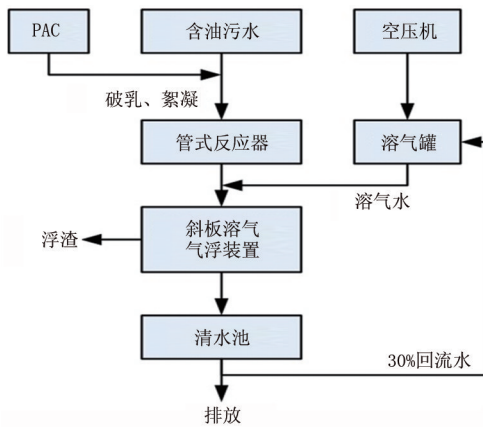 PAC
含油污水
空压机
破乳、絮凝
管式反应器
溶气罐
溶气水
浮渣
斜板溶气
气浮装置
清水池
30%回流水
排放